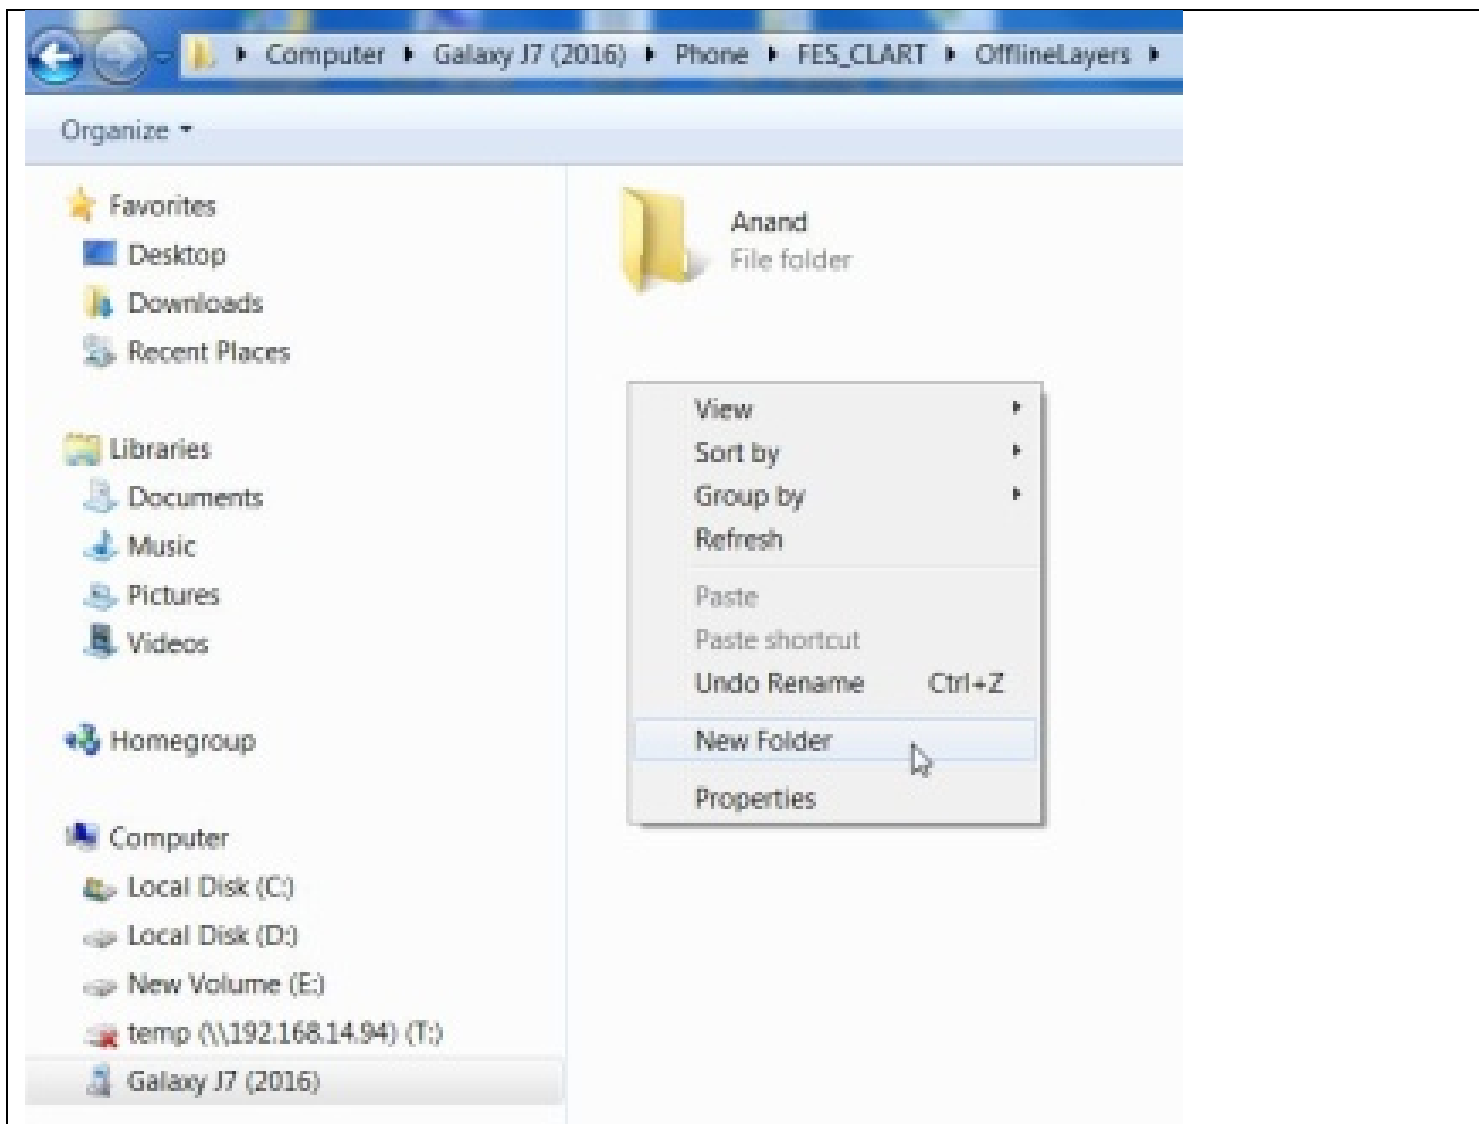 Computer Galaxy J7 (2016) Phone FES_CLART OfflineLayers
Organize
Favorites
Desktop
Downloads
Recent Places
Libraries
Documents
Music
Pictures
Videos
Homegroup
Computer
Local Disk (C:)
Local Disk (D:)
New Volume (E:)
temp (\\192.168.14.94) (T:)
Galaxy J7 (2016)
Anand
File folder
View
Sort by
Group by
Refresh
Paste
Paste shortcut
Undo Rename Ctrl+Z
New Folder
Properties